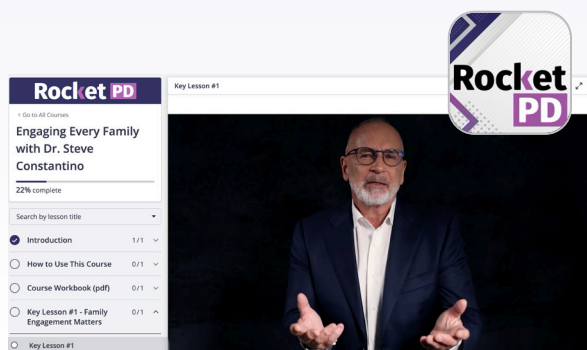 Rocket PD
Key Lesson #1
Rocket
PD
< Go to All Courses
Engaging Every Family
with Dr. Steve
Constantino
22% complete
Search by lesson title
Introduction 1/1
How to Use This Course 0/1
Course Workbook (pdf) 0/1
Key Lesson #1 - Family 0/1
Engagement Matters
Key Lesson #1